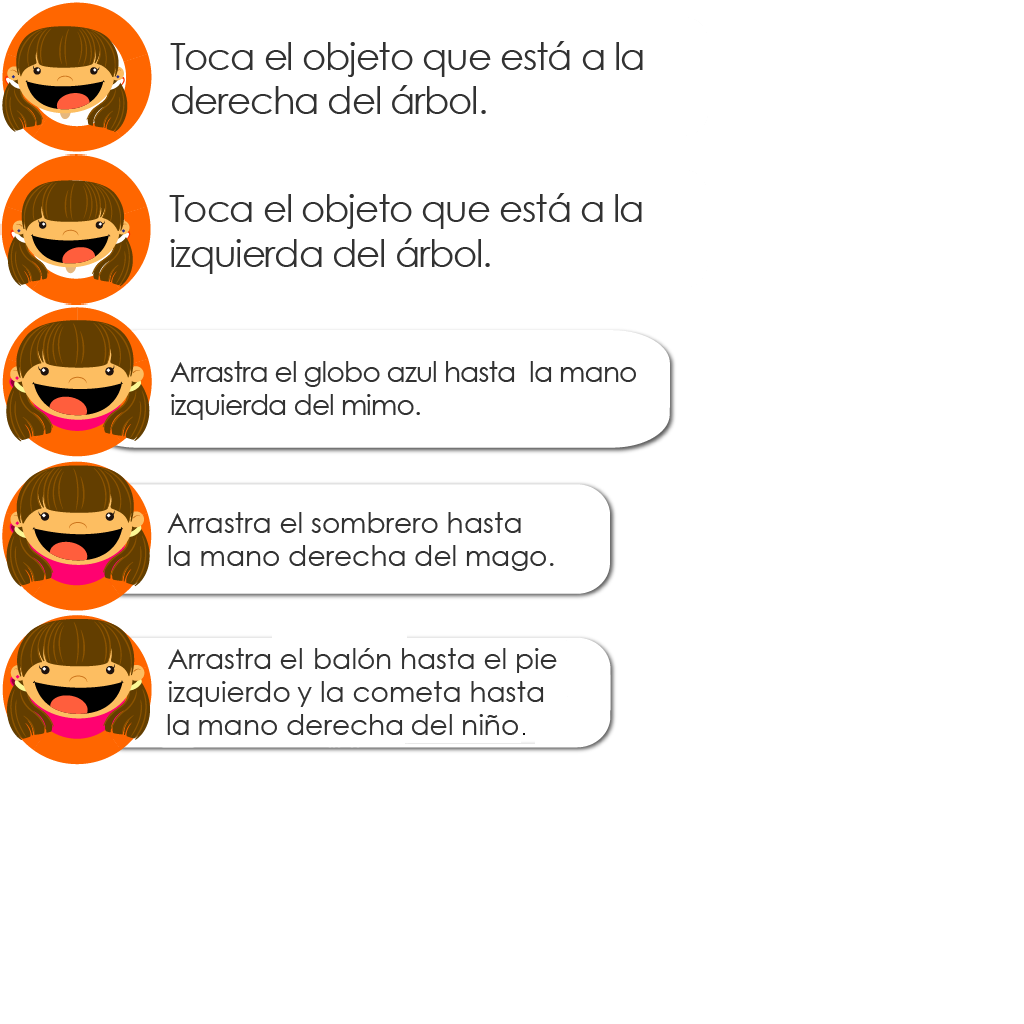 Toca el objeto que está a la
derecha del árbol.
Toca el objeto que está a la
izquierda del árbol.
Arrastra el globo azul hasta la mano
izquierda del mimo.
Arrastra el sombrero hasta
la mano derecha del mago.
Arrastra el balón hasta el pie
izquierdo y la cometa hasta
la mano derecha del niño.